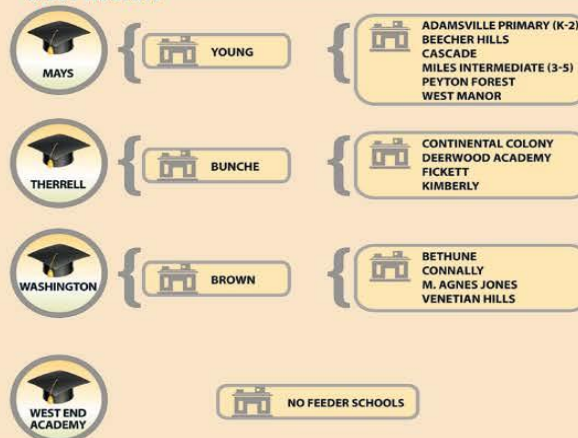 MAYS
YOUNG
ADAMSVILLE PRIMARY (K-2)
BEECHER HILLS
CASCADE
MILES INTERMEDIATE (3-5)
PEYTON FOREST
WEST MANOR
THERRELL
BUNCHE
CONTINENTAL COLONY
DEERWOOD ACADEMY
FICKETT
KIMBERLY
WASHINGTON
BROWN
BETHUNE
CONNALLY
M. AGNES JONES
VENETIAN HILLS
WEST END
ACADEMY
NO FEEDER SCHOOLS